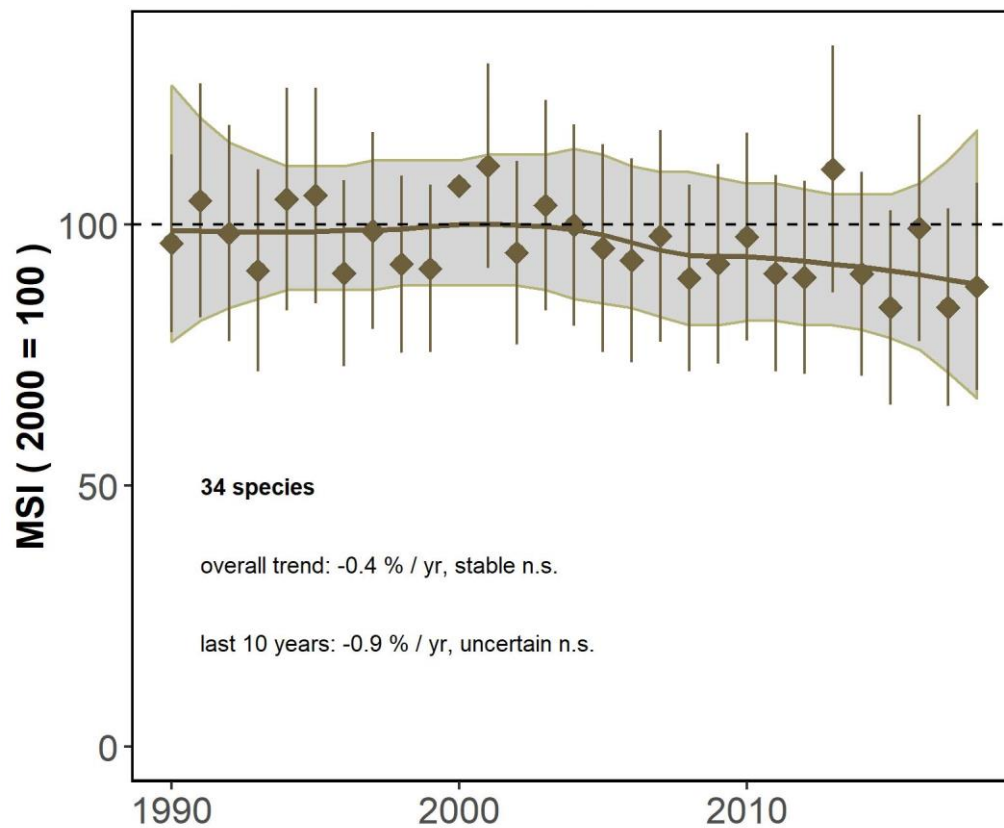 MSI ( 2000 = 100 )
100
50
0
34 species
overall trend: -0.4 % / yr, stable n.s.
last 10 years: -0.9 % / yr, uncertain n.s.
1990 2000 2010